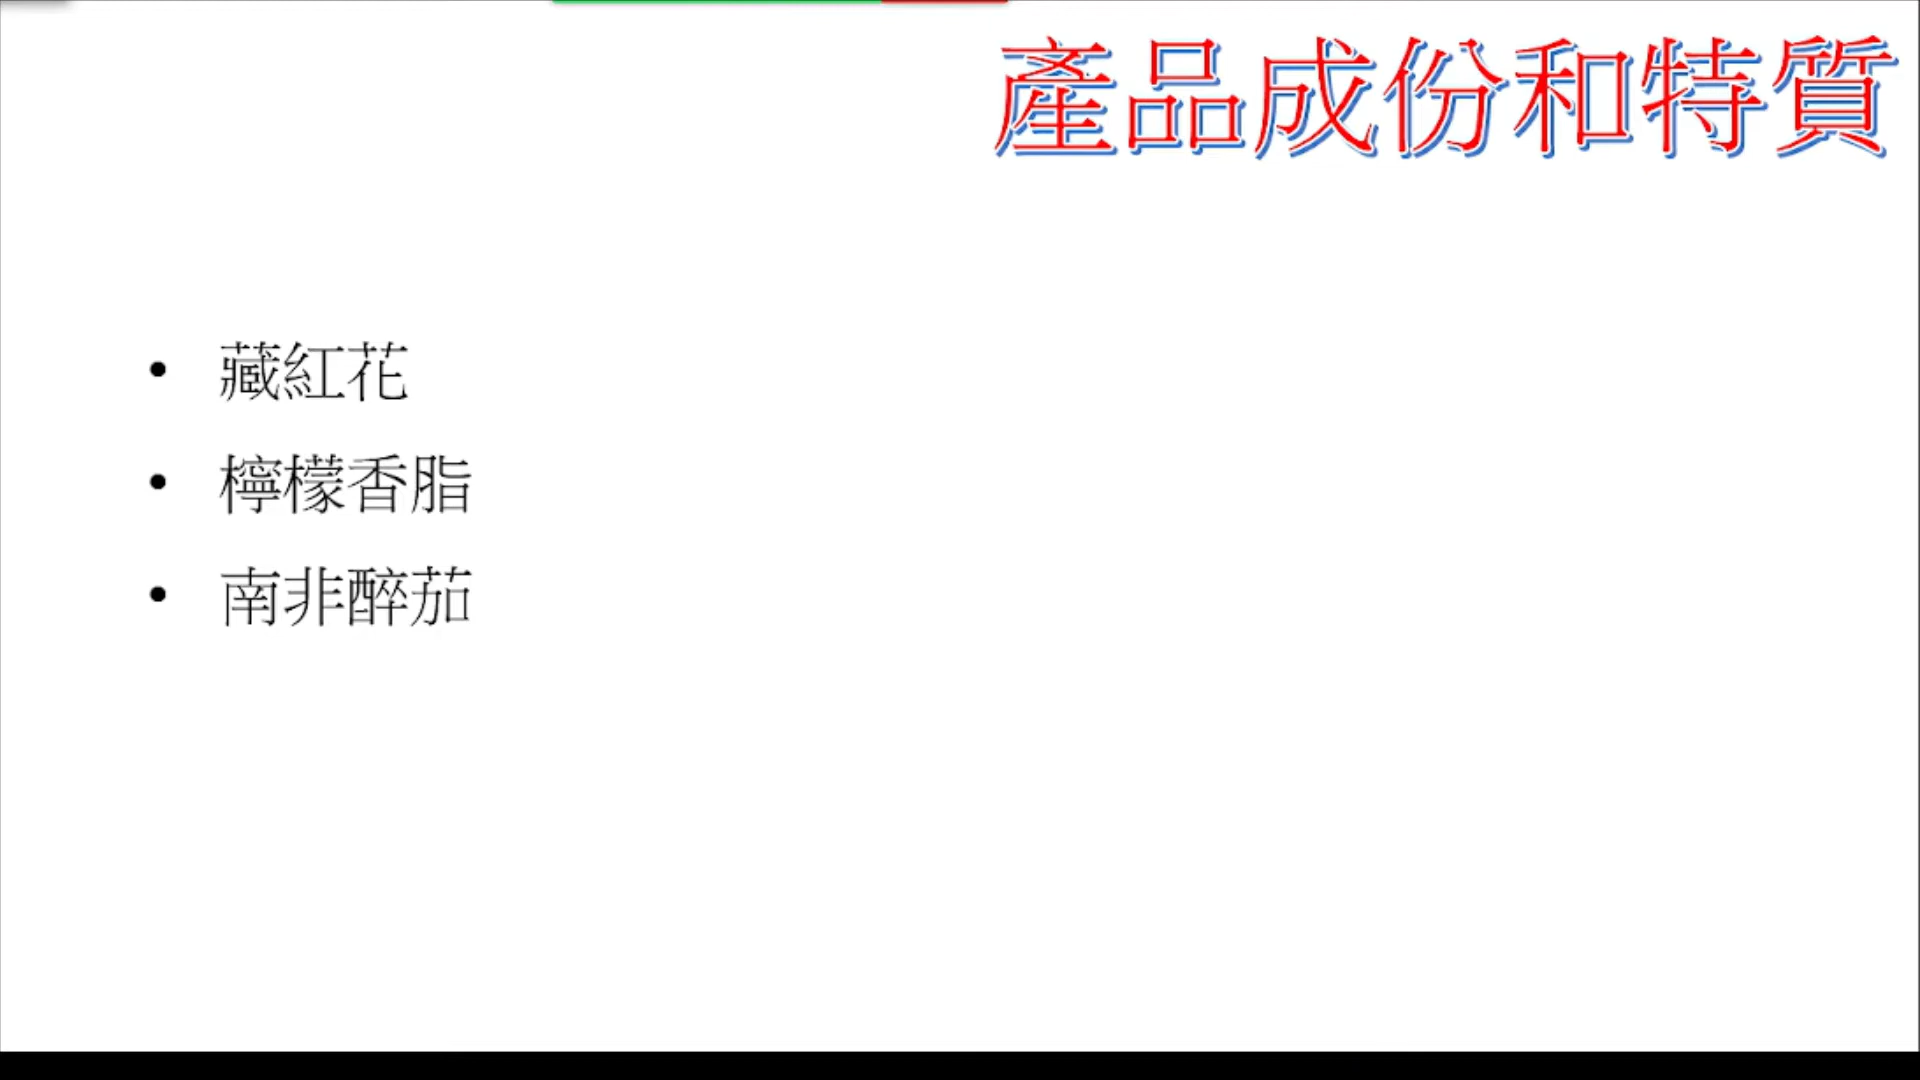 產品成份和特質
• 藏紅花
• 檸檬香脂
• 南非醉茄